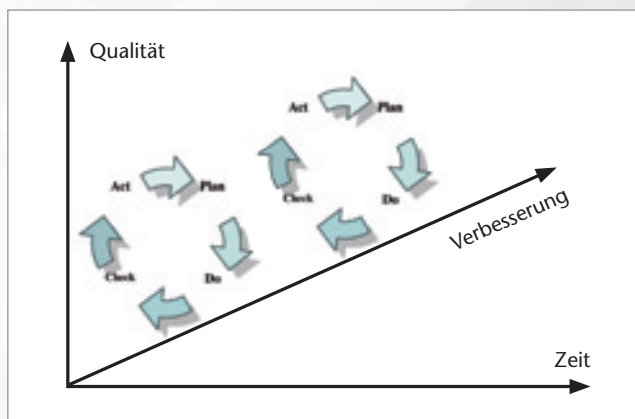 Qualität
Act
Plan
Act
Plan
Check
Do
Verbesserung
Check
Do
Zeit